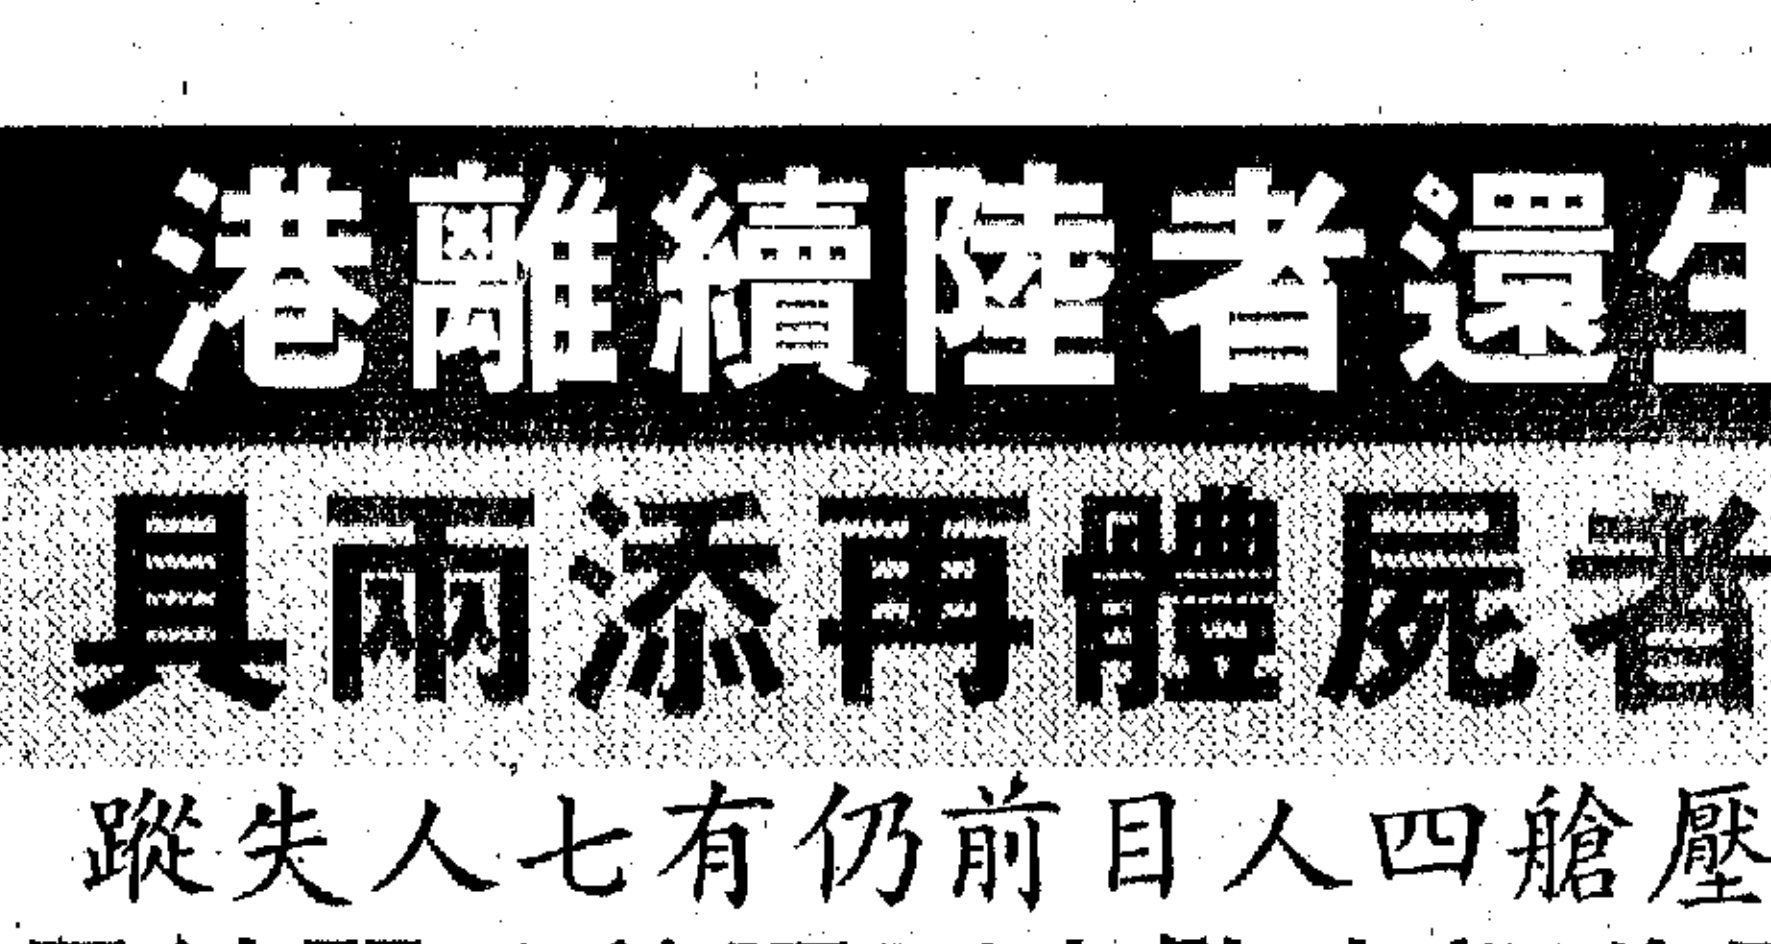 生還者陸續離港
者屍體再添兩具
壓艙四人目前仍有七人失蹤